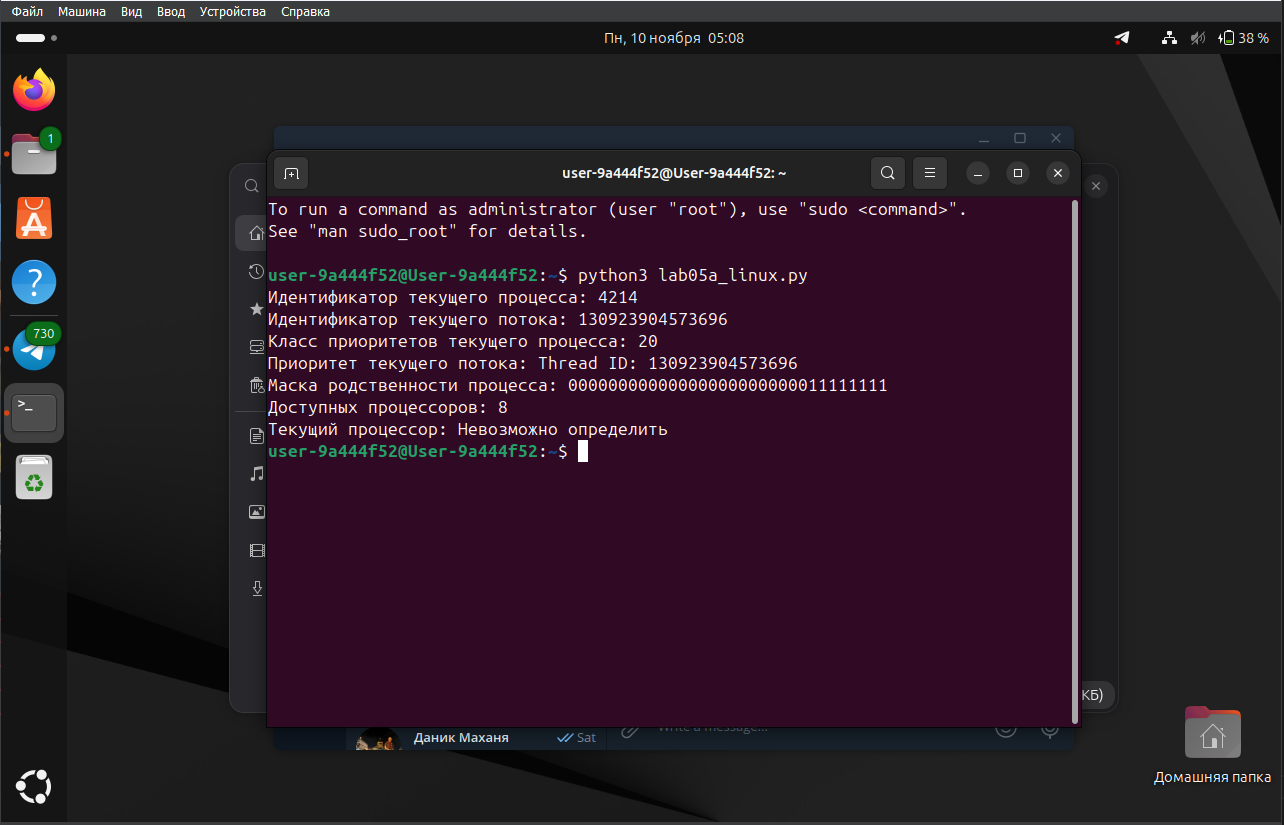 Файл Машина Вид Ввод Устройства Справка
Пн, 10 ноября 05:08
38 %
1
730
user-9a444f52@User-9a444f52: ~
To run a command as administrator (user "root"), use "sudo <command>".
See "man sudo_root" for details.
user-9a444f52@User-9a444f52:~$ python3 lab05a_linux.py
Идентификатор текущего процесса: 4214
Идентификатор текущего потока: 130923904573696
Класс приоритетов текущего процесса: 20
Приоритет текущего потока: Thread ID: 130923904573696
Маска родственности процесса: 00000000000000000000000011111111
Доступных процессоров: 8
Текущий процессор: Невозможно определить
user-9a444f52@User-9a444f52:~$
КБ)
Write a message...
Даник Маханя Sat
Домашняя папка